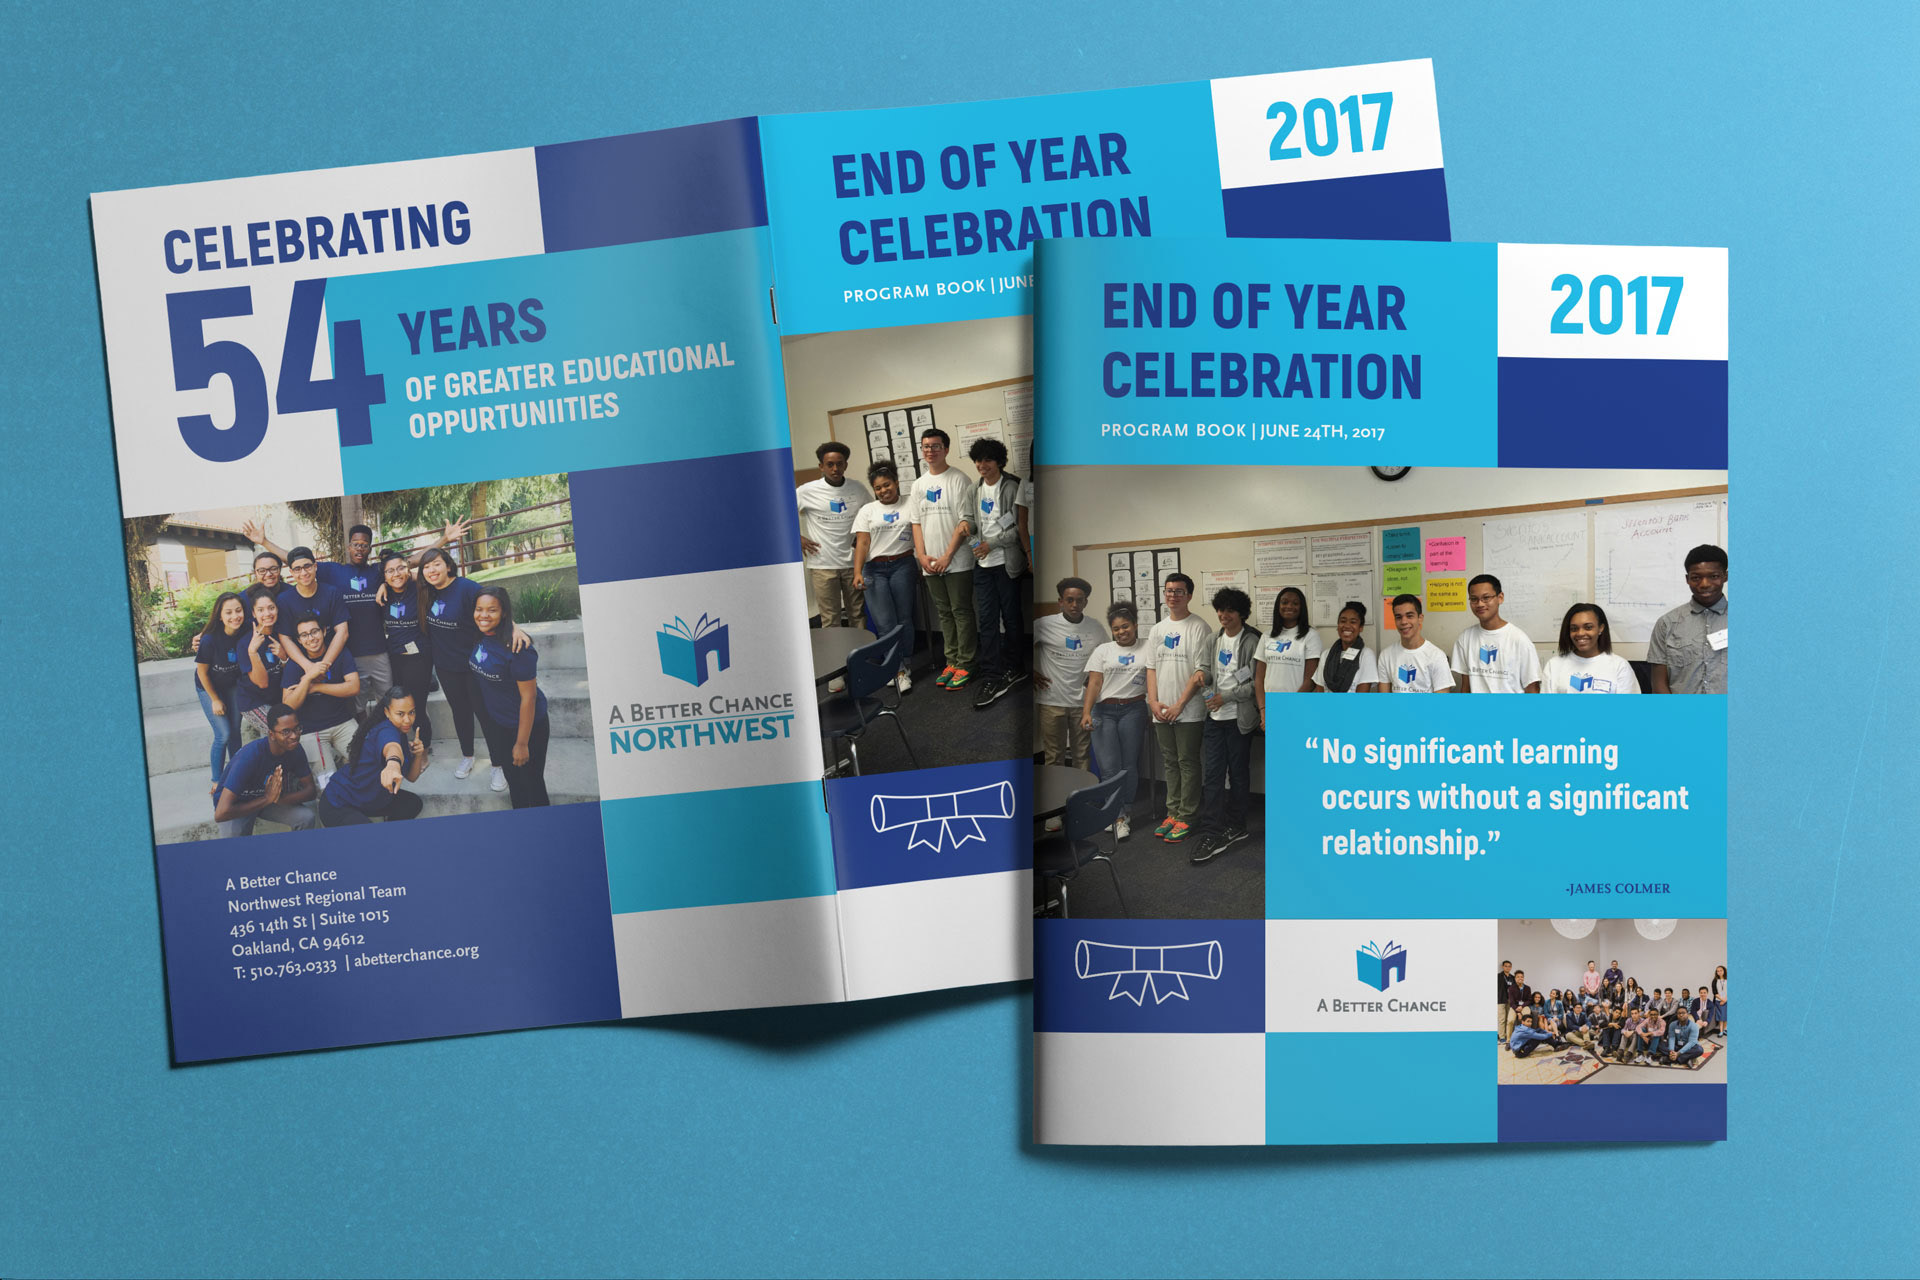 CELEBRATING
54
YEARS
OF GREATER EDUCATIONAL
OPPURTUNIITIES
A BETTER CHANCE
NORTHWEST
A Better Chance
Northwest Regional Team
436 14th St | Suite 1015
Oakland, CA 94612
T: 510.763.0333 | abetterchance.org
END OF YEAR
CELEBRATION
PROGRAM BOOK | JUNE
2017
END OF YEAR
CELEBRATION
PROGRAM BOOK | JUNE 24TH, 2017
2017
“No significant learning
occurs without a significant
relationship.”
-JAMES COLMER
A BETTER CHANCE